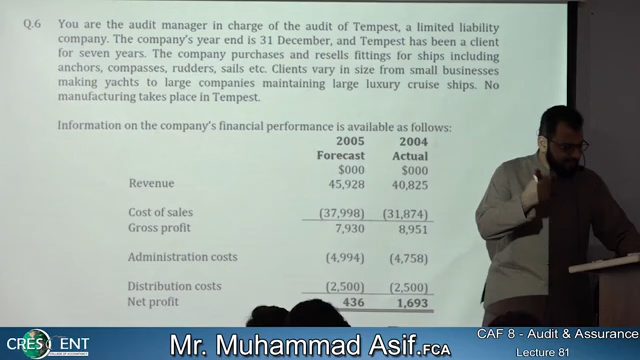 Q.6 You are the audit manager in charge of the audit of Tempest, a limited liability
company. The company's year end is 31 December, and Tempest has been a client
for seven years. The company purchases and resells fittings for ships including
anchors, compasses, rudders, sails etc. Clients vary in size from small businesses
making yachts to large companies maintaining large luxury cruise ships. No
manufacturing takes place in Tempest.
Information on the company's financial performance is available as follows:
2005 2004
Forecast Actual
$000 $000
Revenue 45,928 40,825
Cost of sales (37,998) (31,874)
Gross profit 7,930 8,951
Administration costs (4,994) (4,758)
Distribution costs (2,500) (2,500)
Net profit 436 1,693
CRESCENT
COLLEGE OF ACCOUNTANCY
Mr. Muhammad Asif.FCA
CAF 8 - Audit & Assurance
Lecture 81